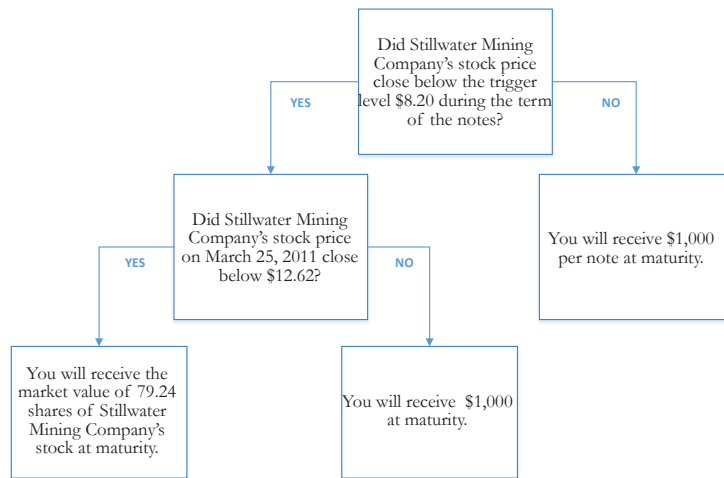 Did Stillwater Mining
Company's stock price
close below the trigger
level $8.20 during the term
of the notes?
YES
NO
Did Stillwater Mining
Company's stock price
on March 25, 2011 close
below $12.62?
You will receive $1,000
per note at maturity.
YES
NO
You will receive the
market value of 79.24
shares of Stillwater
Mining Company's
stock at maturity.
You will receive $1,000
at maturity.